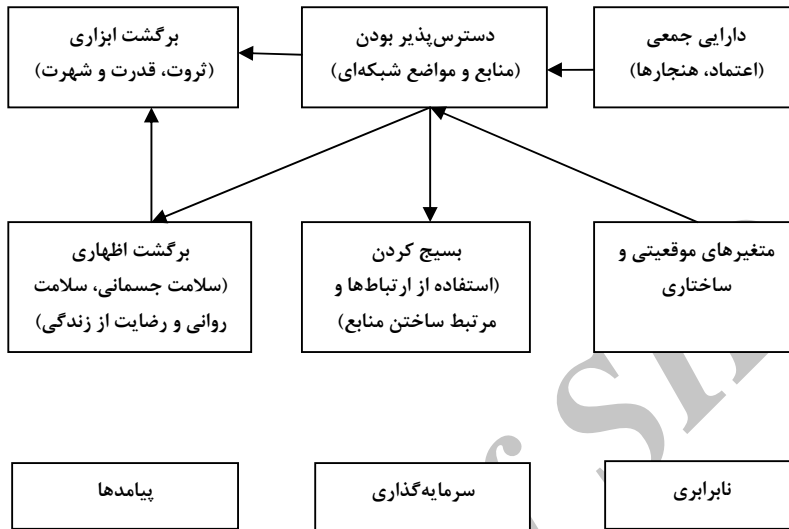 دارایی جمعی
(اعتماد، هنجارها)
دسترس‌پذیر بودن
(منابع و مواضع شبکه‌ای)
برگشت ابزاری
(ثروت، قدرت و شهرت)
متغیرهای موقعیتی و
ساختاری
بسیج کردن
(استفاده از ارتباط‌ها و
مرتبط ساختن منابع)
برگشت اظهاری
(سلامت جسمانی، سلامت
روانی و رضایت از زندگی)
نابرابری
سرمایه‌گذاری
پیامدها